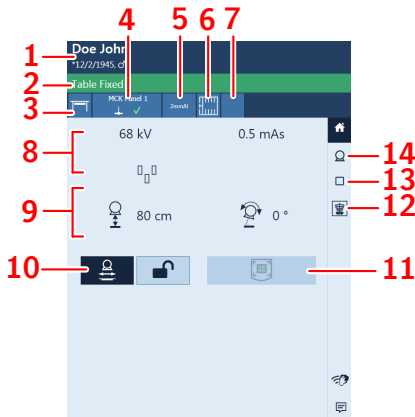 Doe John
*12/2/1945, ♂
Table Fixed
MCK Panel 1
2mmAl
68 kV 0.5 mAs
80 cm 0 °
1
2
3
4
5
6
7
8
9
10
11
12
13
14